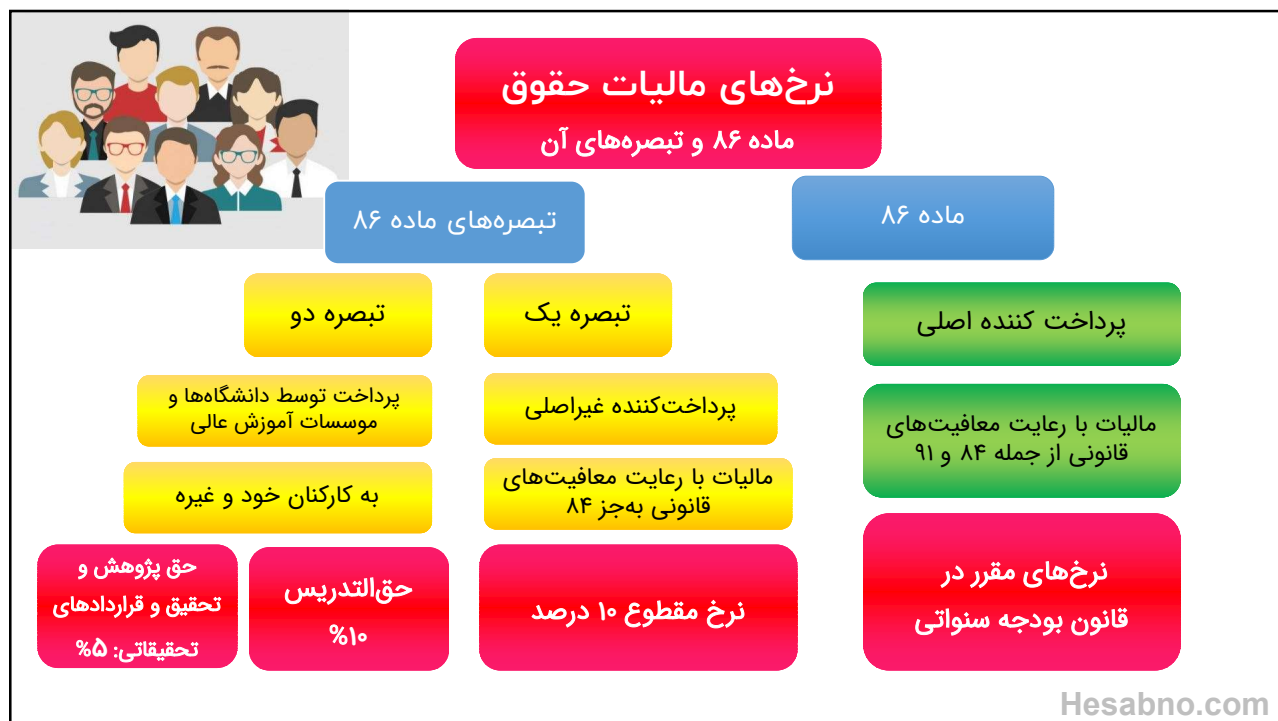 نرخ‌های مالیات حقوق
ماده ۸۶ و تبصره‌های آن
ماده ۸۶
تبصره‌های ماده ۸۶
پرداخت کننده اصلی
مالیات با رعایت معافیت‌های
قانونی از جمله ۸۴ و ۹۱
نرخ‌های مقرر در
قانون بودجه سنواتی
تبصره یک
پرداخت‌کننده غیراصلی
مالیات با رعایت معافیت‌های
قانونی به‌جز ۸۴
نرخ مقطوع ۱۰ درصد
تبصره دو
پرداخت توسط دانشگاه‌ها و
موسسات آموزش عالی
به کارکنان خود و غیره
حق‌التدریس
۱۰%
حق پژوهش و
تحقیق و قراردادهای
تحقیقاتی: ۵%
Hesabno.com